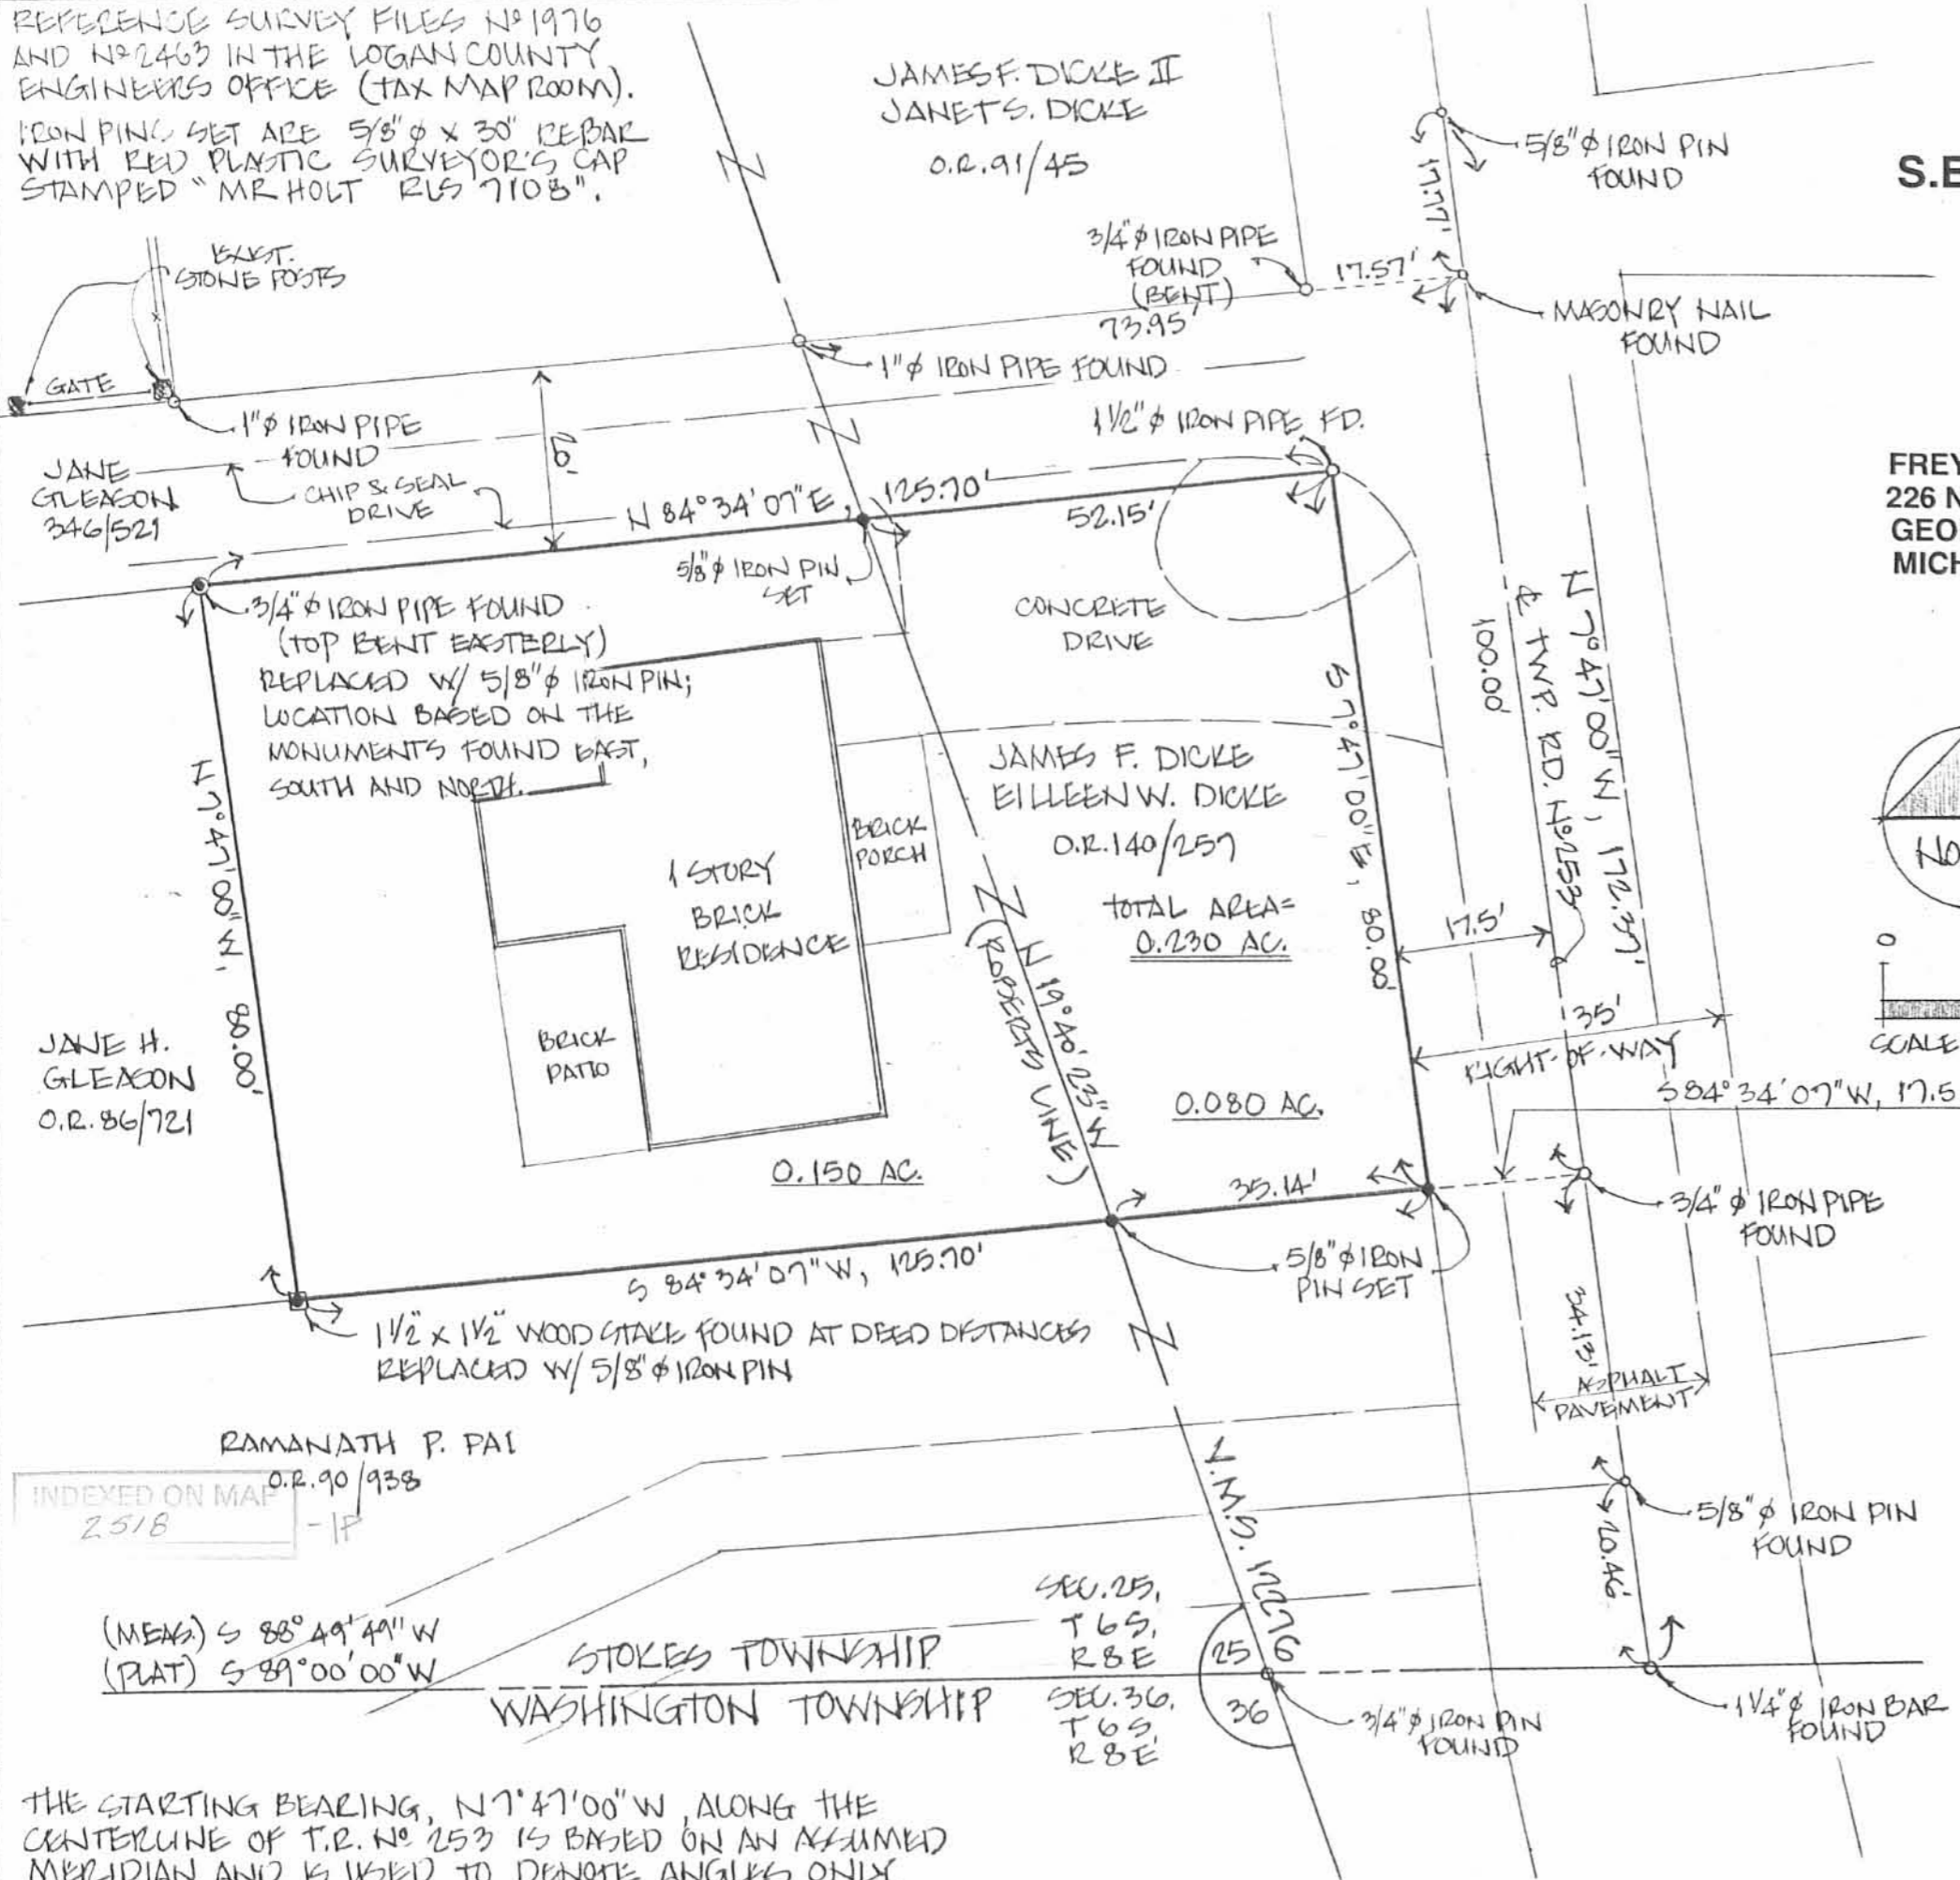 REFERENCE SURVEY FILES Nº 1976
AND Nº 2463 IN THE LOGAN COUNTY
ENGINEERS OFFICE (TAX MAP ROOM).
IRON PINS SET ARE 5/8" φ X 30" REBAR
WITH RED PLASTIC SURVEYOR'S CAP
STAMPED "MR HOLT RLS 7108".
JAMES F. DICKE II
JANET S. DICKE
O.R. 91/45
5/8" φ IRON PIN
FOUND
17.77'
S.E
EXIST.
STONE POSTS
3/4" φ IRON PIPE
FOUND
(BENT)
17.57'
73.95'
MASONRY NAIL
FOUND
1" φ IRON PIPE FOUND
GATE
1" φ IRON PIPE
FOUND
1 1/2" φ IRON PIPE FD.
JANE
GLEASON
346/521
CHIP & SEAL
DRIVE
N 84° 34' 07" E, 125.70'
52.15'
5/8" φ IRON PIN
SET
FREY
226 N
GEO
MICH
3/4" φ IRON PIPE FOUND
(TOP BENT EASTERLY)
REPLACED W/ 5/8" φ IRON PIN;
LOCATION BASED ON THE
MONUMENTS FOUND EAST,
SOUTH AND NORTH.
CONCRETE
DRIVE
100.00'
℄ TWP. RD. Nº 253
N 7° 47' 00" W, 172.37'
S 7° 47' 00" E, 80.0
N 7° 47' 00" W, 80.00'
JAMES F. DICKE
EILLEEN W. DICKE
O.R. 140/257
TOTAL AREA=
0.230 AC.
BRICK
PORCH
1 STORY
BRICK
RESIDENCE
BRICK
PATIO
17.5'
35'
RIGHT-OF-WAY
0
SCALE
S 84° 34' 07" W, 17.5
N 19° 40' 23" W
(ROBERTS LINE)
JANE H.
GLEASON
O.R. 86/721
0.080 AC.
0.150 AC.
35.14'
3/4" φ IRON PIPE
FOUND
5/8" φ IRON
PIN SET
S 84° 34' 07" W, 125.70'
1 1/2" X 1 1/2" WOOD STAKE FOUND AT DEED DISTANCES
REPLACED W/ 5/8" φ IRON PIN
34.13'
ASPHALT
PAVEMENT
RAMANATH P. PAI
O.R. 90/938
INDEXED ON MAP
2518
-1P
V.M.S. 12276
5/8" φ IRON PIN
FOUND
20.46'
(MEAS.) S 88° 49' 49" W
(PLAT) S 89° 00' 00" W
STOKES TOWNSHIP
WASHINGTON TOWNSHIP
SEC. 25,
T 6 S,
R 8 E
SEC. 36,
T 6 S,
R 8 E
25
36
3/4" φ IRON PIN
FOUND
1 1/4" φ IRON BAR
FOUND
THE STARTING BEARING, N 7° 47' 00" W, ALONG THE
CENTERLINE OF T.R. Nº 253 IS BASED ON AN ASSUMED
MERIDIAN AND IS USED TO DENOTE ANGLES ONLY